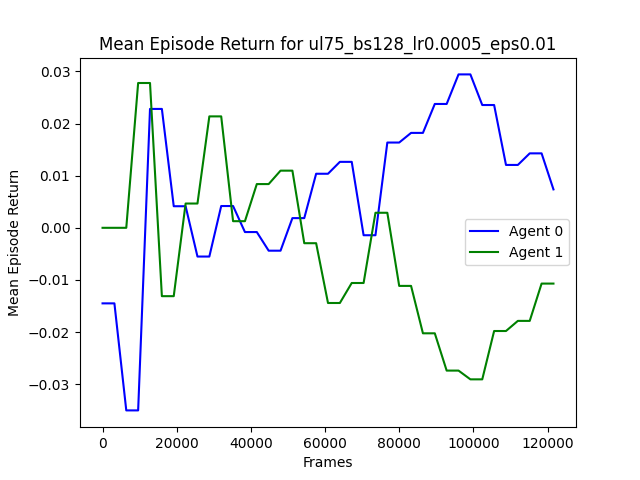 Mean Episode Return for ul75_bs128_lr0.0005_eps0.01
0.03
0.02
0.01
0.00
−0.01
−0.02
−0.03
Mean Episode Return
Agent 0
Agent 1
0 20000 40000 60000 80000 100000 120000
Frames